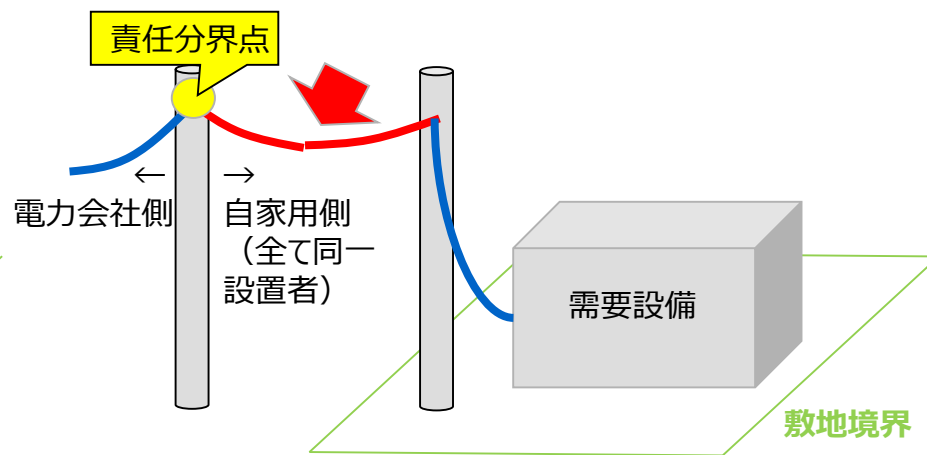 責任分界点
← →
電力会社側
自家用側
（全て同一
設置者）
需要設備
敷地境界